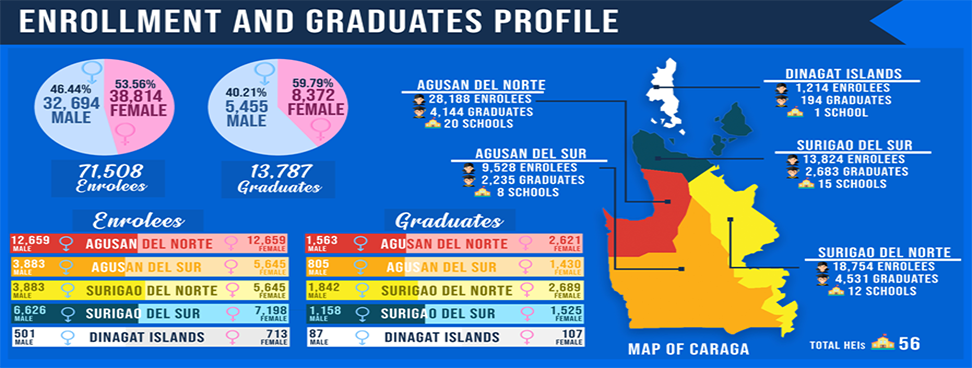 ENROLLMENT AND GRADUATES PROFILE
46.44%
32,694
MALE
53.56%
38,814
FEMALE
71,508
Enrolees
40.21%
5,455
MALE
59.79%
8,372
FEMALE
13,787
Graduates
Enrolees
12,659 MALE AGUSAN DEL NORTE 12,659 FEMALE
3,883 MALE AGUSAN DEL SUR 5,645 FEMALE
3,883 MALE SURIGAO DEL NORTE 5,645 FEMALE
6,626 MALE SURIGAO DEL SUR 7,198 FEMALE
501 MALE DINAGAT ISLANDS 713 FEMALE
Graduates
1,563 MALE AGUSAN DEL NORTE 2,621 FEMALE
805 MALE AGUSAN DEL SUR 1,430 FEMALE
1,842 MALE SURIGAO DEL NORTE 2,689 FEMALE
1,158 MALE SURIGAO DEL SUR 1,525 FEMALE
87 MALE DINAGAT ISLANDS 107 FEMALE
AGUSAN DEL NORTE
28,188 ENROLEES
4,144 GRADUATES
20 SCHOOLS
AGUSAN DEL SUR
9,528 ENROLEES
2,235 GRADUATES
8 SCHOOLS
DINAGAT ISLANDS
1,214 ENROLEES
194 GRADUATES
1 SCHOOL
SURIGAO DEL SUR
13,824 ENROLEES
2,683 GRADUATES
15 SCHOOLS
SURIGAO DEL NORTE
18,754 ENROLEES
4,531 GRADUATES
12 SCHOOLS
MAP OF CARAGA
TOTAL HEIs 56